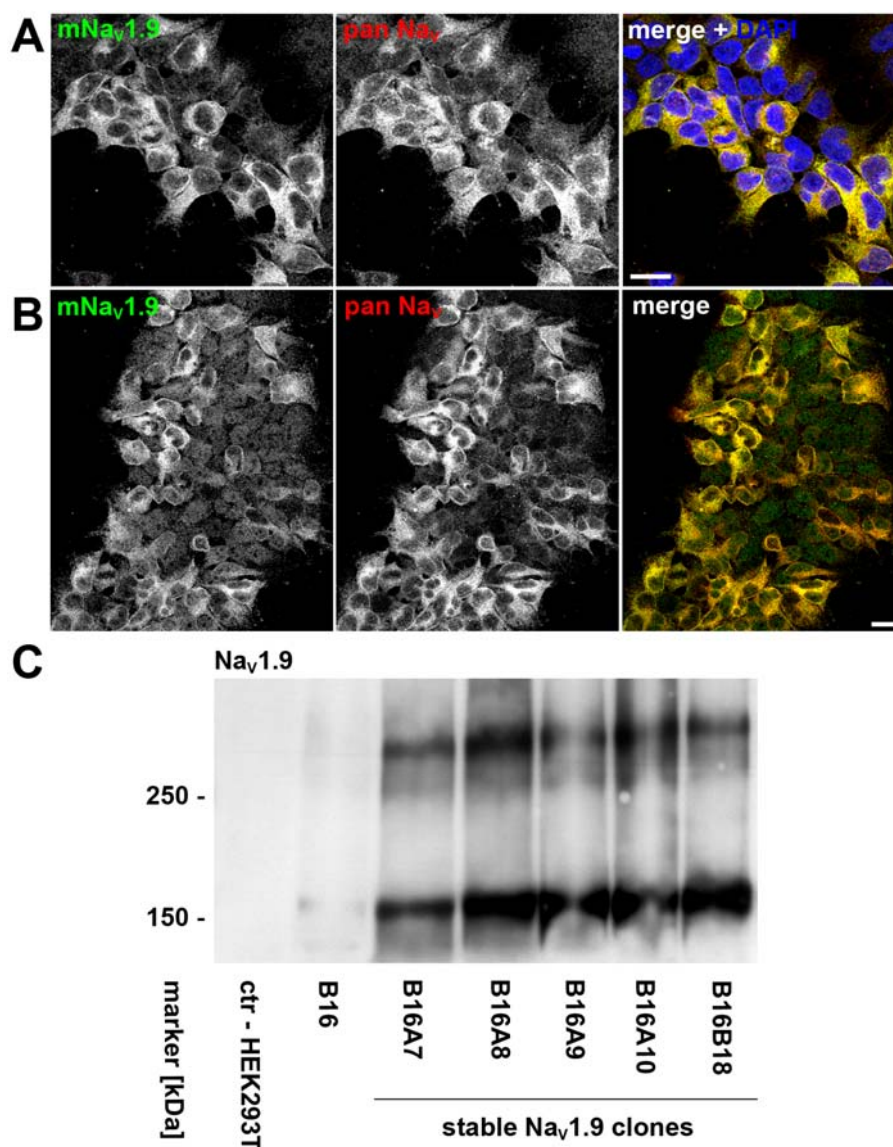 A
mNaV1.9
pan NaV
merge + DAPI
B
mNaV1.9
pan NaV
merge
C
NaV1.9
250 -
150 -
marker [kDa]
ctr - HEK293T
B16
B16A7
B16A8
B16A9
B16A10
B16B18
stable NaV1.9 clones